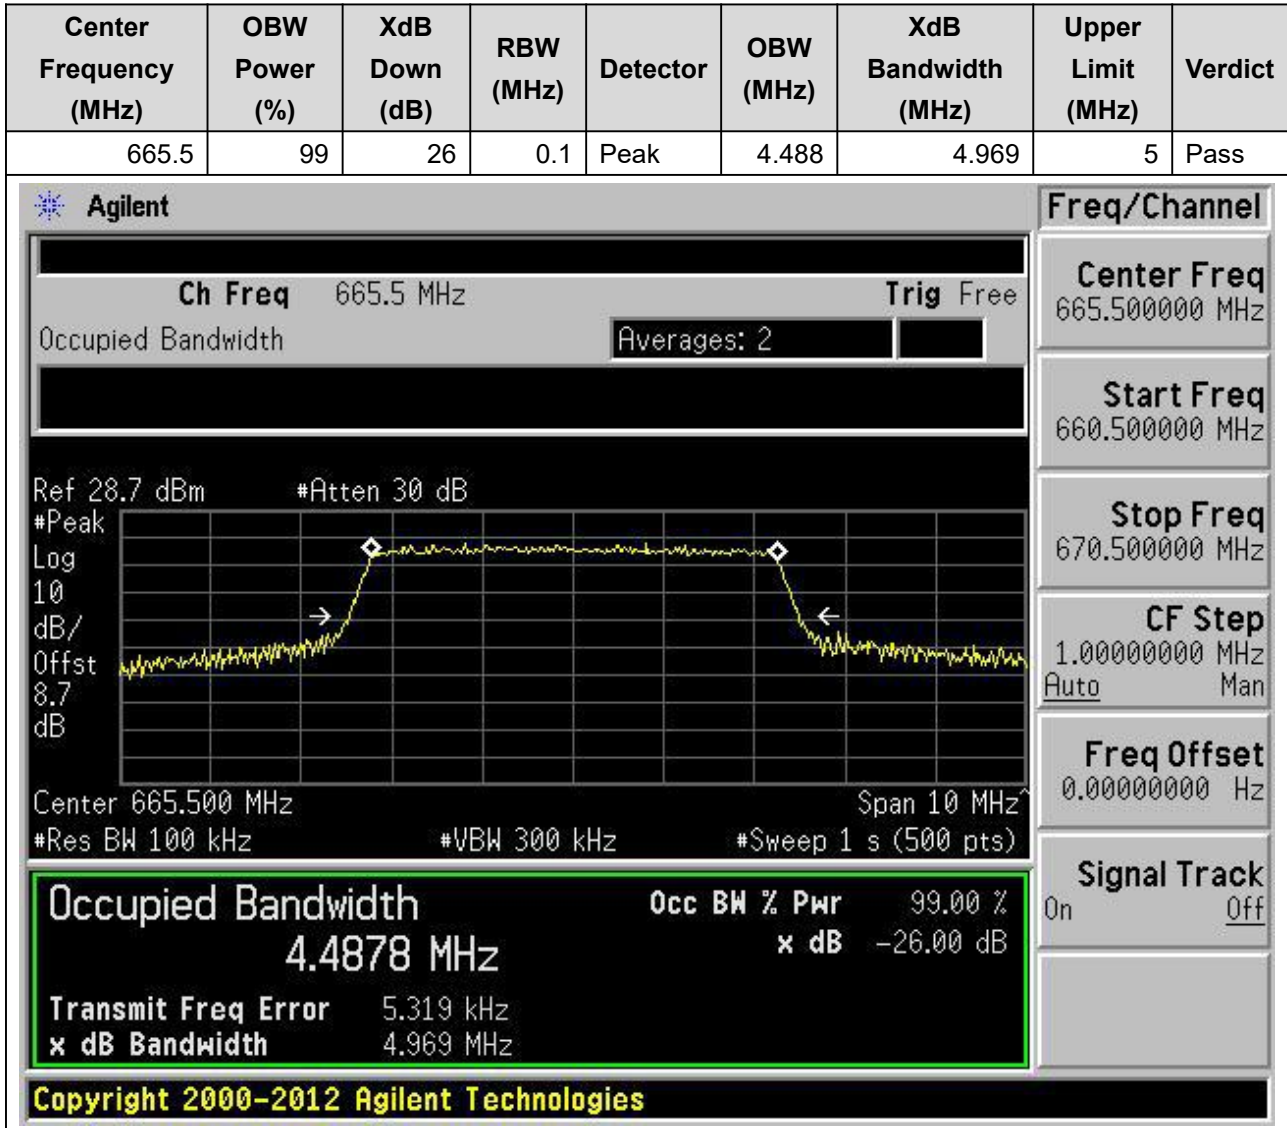 Center Frequency (MHz) OBW Power (%) XdB Down (dB) RBW (MHz) Detector OBW (MHz) XdB Bandwidth (MHz) Upper Limit (MHz) Verdict
665.5 99 26 0.1 Peak 4.488 4.969 5 Pass
Agilent
Freq/Channel
Ch Freq 665.5 MHz Trig Free
Occupied Bandwidth Averages: 2
Center Freq
665.500000 MHz
Start Freq
660.500000 MHz
Stop Freq
670.500000 MHz
CF Step
1.00000000 MHz
Auto Man
Freq Offset
0.00000000 Hz
Signal Track
On Off
Ref 28.7 dBm #Atten 30 dB
#Peak
Log
10
dB/
Offst
8.7
dB
Center 665.500 MHz Span 10 MHz^
#Res BW 100 kHz #VBW 300 kHz #Sweep 1 s (500 pts)
Occupied Bandwidth
4.4878 MHz
Occ BW % Pwr 99.00 %
x dB -26.00 dB
Transmit Freq Error 5.319 kHz
x dB Bandwidth 4.969 MHz
Copyright 2000-2012 Agilent Technologies